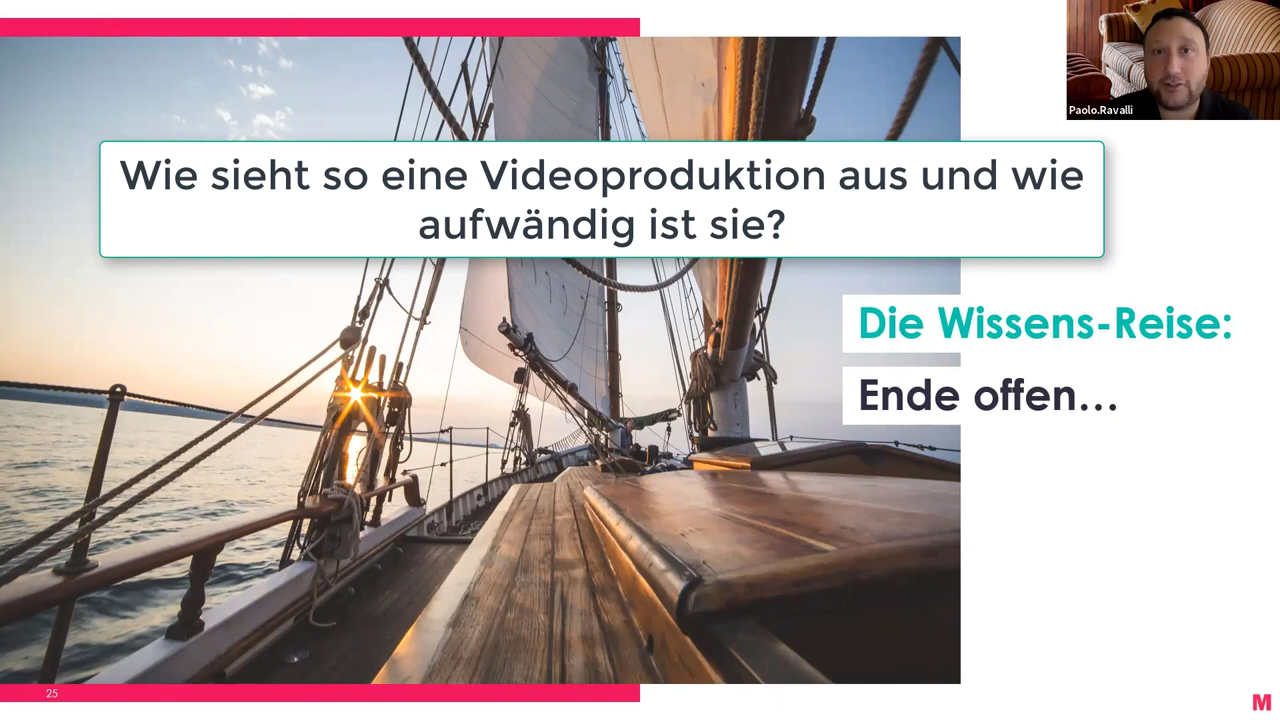 Paolo.Ravalli
Wie sieht so eine Videoproduktion aus und wie
aufwändig ist sie?
Die Wissens-Reise:
Ende offen...
25
M